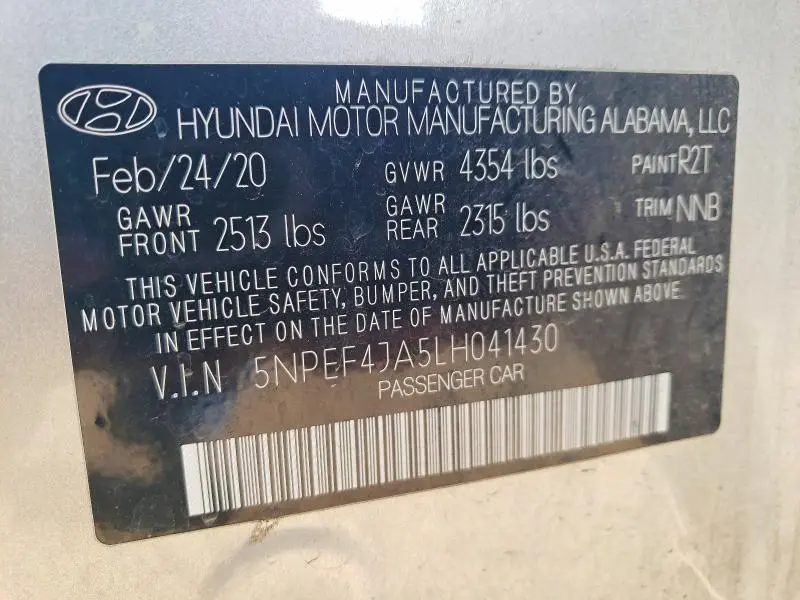 MANUFACTURED BY
HYUNDAI MOTOR MANUFACTURING ALABAMA, LLC
Feb/24/20 GVWR 4354 lbs PAINT R2T
GAWR FRONT 2513 lbs GAWR REAR 2315 lbs TRIM NNB
THIS VEHICLE CONFORMS TO ALL APPLICABLE U.S.A. FEDERAL
MOTOR VEHICLE SAFETY, BUMPER, AND THEFT PREVENTION STANDARDS
IN EFFECT ON THE DATE OF MANUFACTURE SHOWN ABOVE.
V.I.N 5NPEF4JA5LH041430
PASSENGER CAR